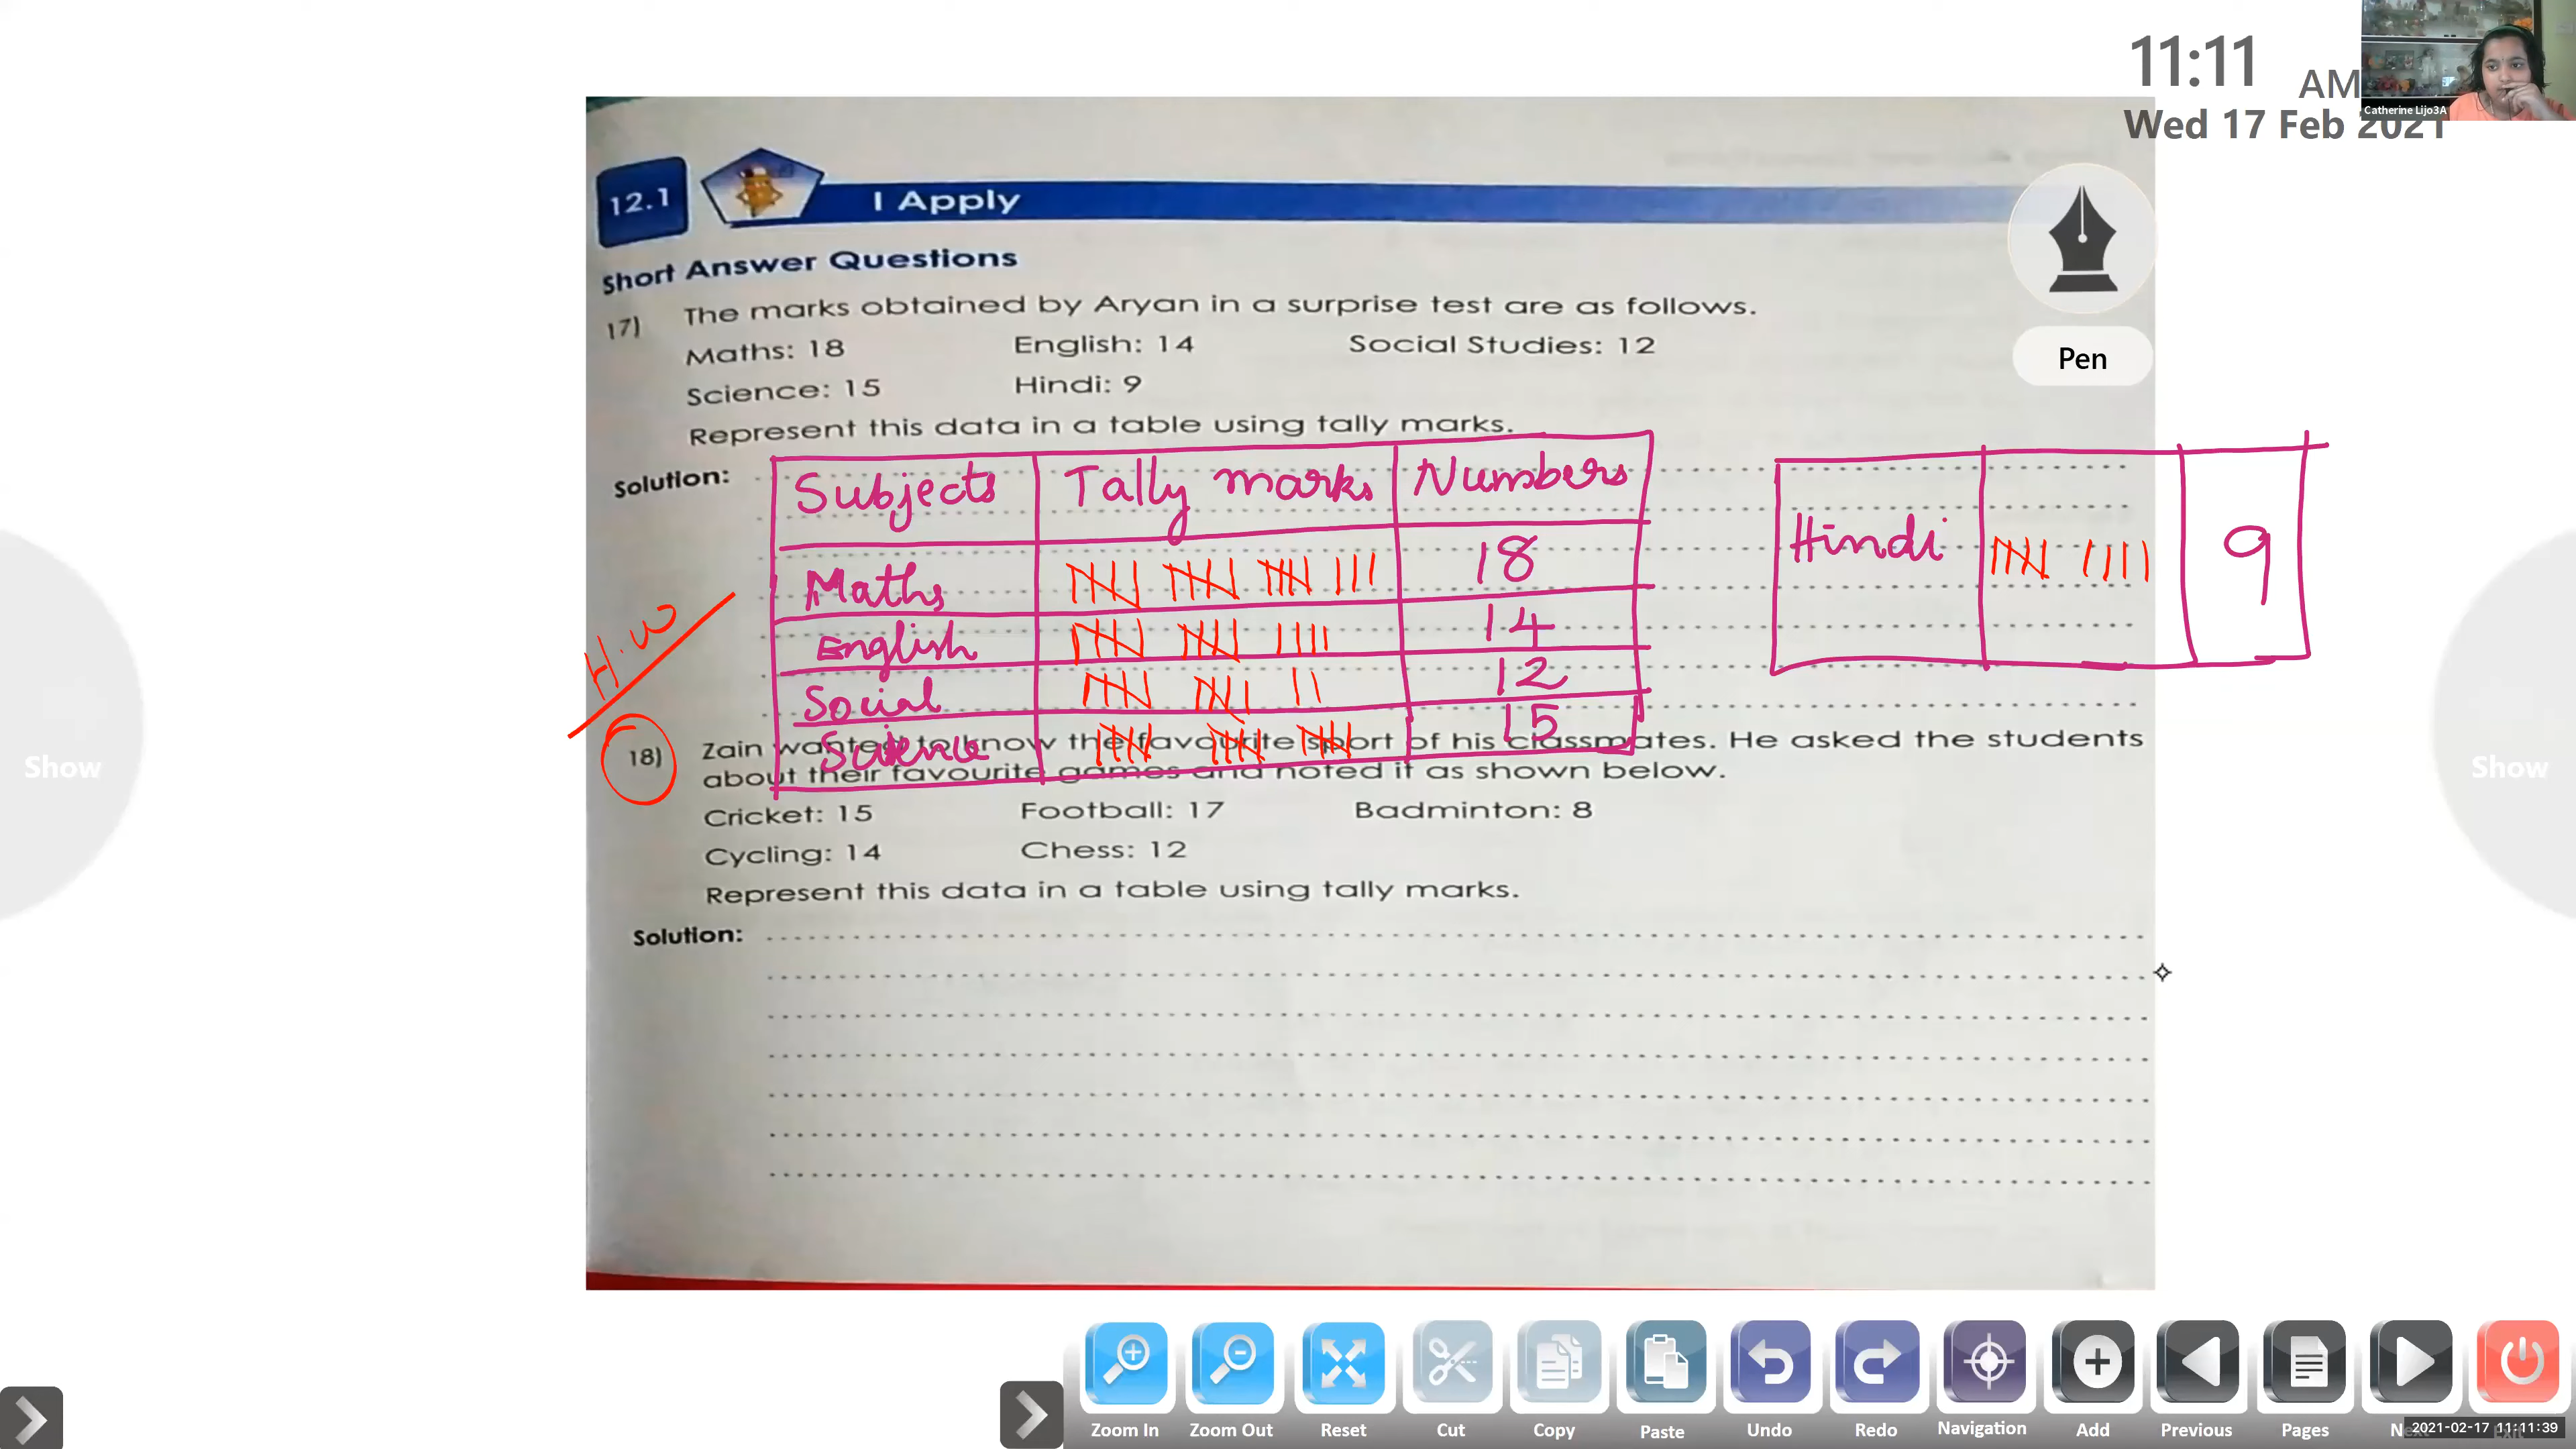 11:11 AM
Wed 17 Feb 2021
Catherine Lijo3A
12.1 I Apply
Short Answer Questions
17) The marks obtained by Aryan in a surprise test are as follows.
Maths: 18 English: 14 Social Studies: 12
Science: 15 Hindi: 9
Represent this data in a table using tally marks.
Pen
Solution:
Subjects Tally marks Numbers
Maths 18
English 14
Social 12
Science 15
Hindi 9
H.W
18) Zain wanted to know the favourite sport of his classmates. He asked the students
about their favourite games and noted it as shown below.
Cricket: 15 Football: 17 Badminton: 8
Cycling: 14 Chess: 12
Represent this data in a table using tally marks.
Solution:
Show
Show
Zoom In Zoom Out Reset Cut Copy Paste Undo Redo Navigation Add Previous Pages
2021-02-17 11:11:39